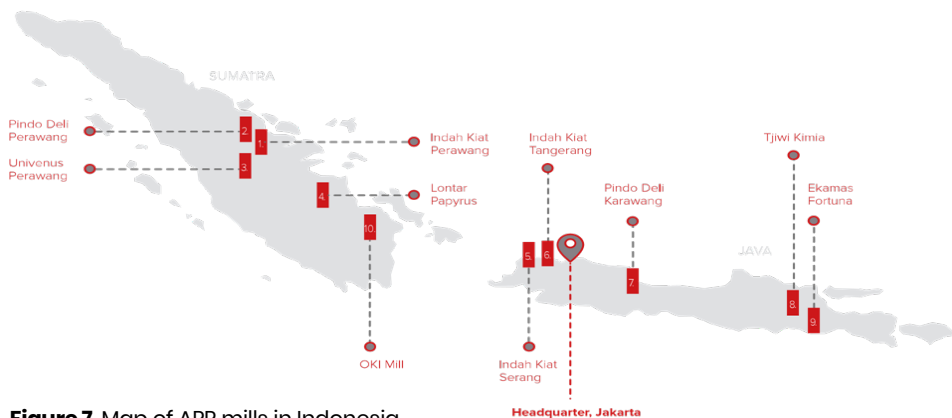 SUMATRA
Pindo Deli
Perawang
Univenus
Perawang
2.
1.
3.
4.
10.
Indah Kiat
Perawang
Lontar
Papyrus
OKI Mill
Indah Kiat
Tangerang
Pindo Deli
Karawang
Tjiwi Kimia
Ekamas
Fortuna
JAVA
5.
6.
7.
8.
9.
Indah Kiat
Serang
Headquarter, Jakarta
Figure 7. Map of APP mills in Indonesia